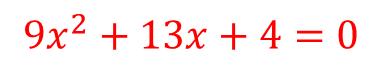 9x² + 13x + 4 = 0